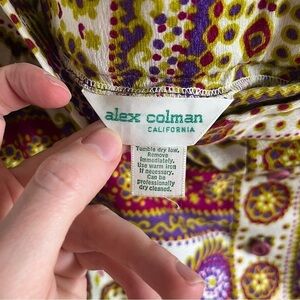 alex colman
CALIFORNIA
Tumble dry low.
Remove
immediately.
Use warm iron
if necessary.
Can be
professionally
dry cleaned.